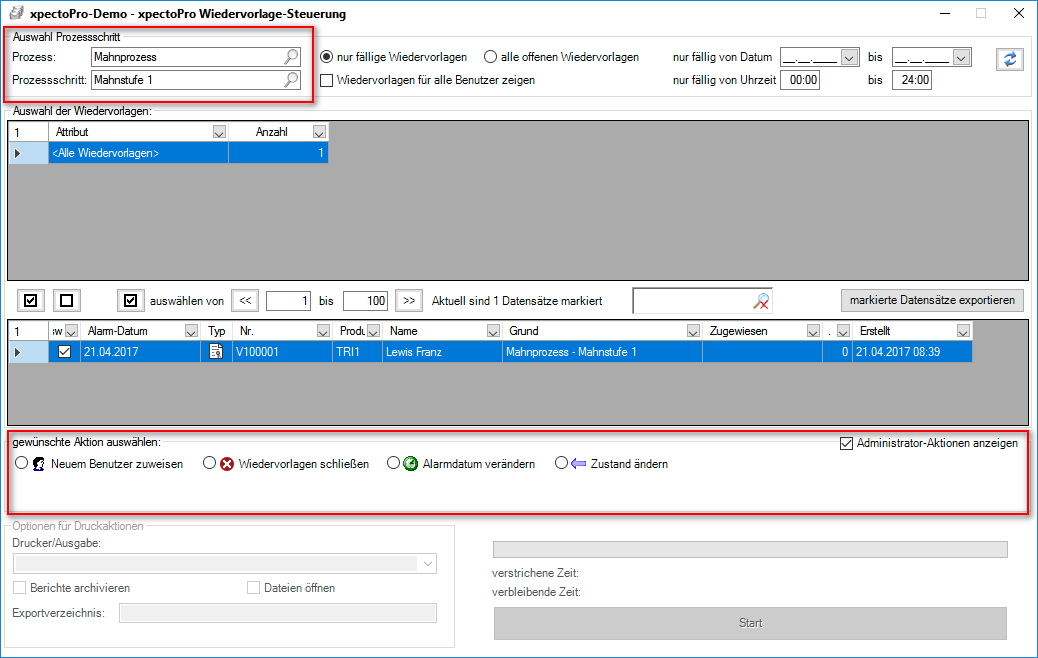 xpectoPro-Demo - xpectoPro Wiedervorlage-Steuerung
Auswahl Prozessschritt
Prozess: Mahnprozess nur fällige Wiedervorlagen alle offenen Wiedervorlagen nur fällig von Datum __.__.____ bis __.__.____
Prozessschritt: Mahnstufe 1 Wiedervorlagen für alle Benutzer zeigen nur fällig von Uhrzeit 00:00 bis 24:00
Auswahl der Wiedervorlagen:
1 Attribut Anzahl
<Alle Wiedervorlagen> 1
auswählen von << 1 bis 100 >> Aktuell sind 1 Datensätze markiert markierte Datensätze exportieren
1 sw Alarm-Datum Typ Nr. Produ Name Grund Zugewiesen . Erstellt
21.04.2017 V100001 TRI1 Lewis Franz Mahnprozess - Mahnstufe 1 0 21.04.2017 08:39
gewünschte Aktion auswählen: Administrator-Aktionen anzeigen
Neuem Benutzer zuweisen Wiedervorlagen schließen Alarmdatum verändern Zustand ändern
Optionen für Druckaktionen
Drucker/Ausgabe:
Berichte archivieren Dateien öffnen
Exportverzeichnis:
verstrichene Zeit:
verbleibende Zeit:
Start